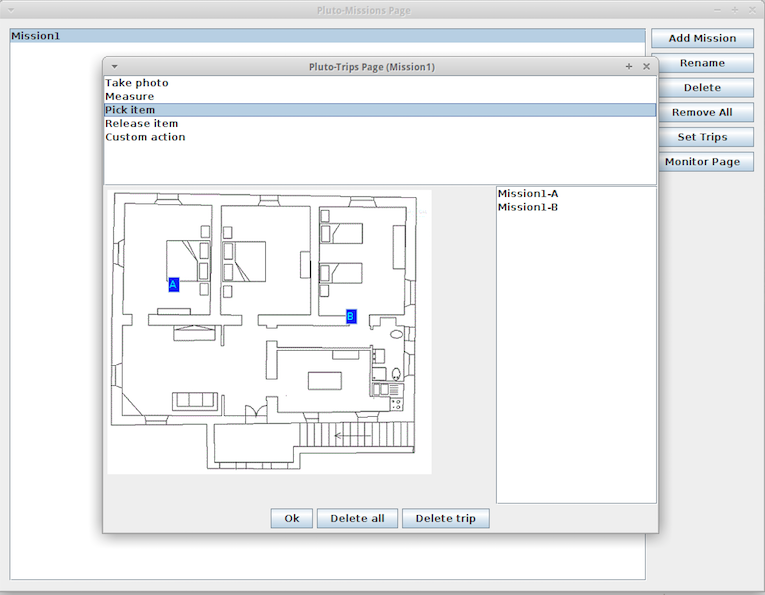 Pluto-Missions Page
Mission1
Add Mission
Rename
Delete
Remove All
Set Trips
Monitor Page
Pluto-Trips Page (Mission1)
Take photo
Measure
Pick item
Release item
Custom action
A
B
Mission1-A
Mission1-B
Ok
Delete all
Delete trip